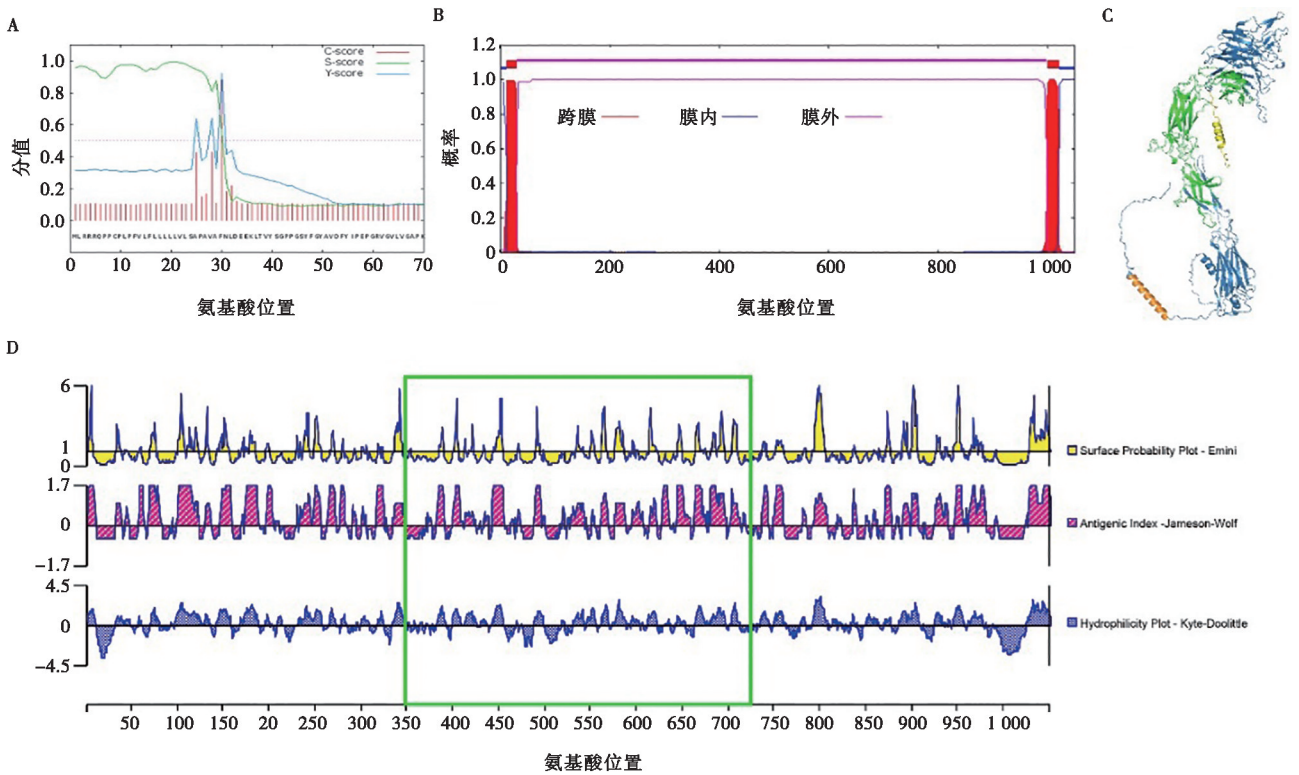 A
C-score
S-score
Y-score
1.0
0.8
0.6
0.4
0.2
0.0
分值
0 10 20 30 40 50 60 70
氨基酸位置
B
1.2
1.0
0.8
0.6
0.4
0.2
0
概率
跨膜 膜内 膜外
0 200 400 600 800 1 000
氨基酸位置
C
D
6
1
0
Surface Probability Plot - Emini
1.7
0
−1.7
Antigenic Index -Jameson-Wolf
4.5
0
−4.5
Hydrophilicity Plot - Kyte-Doolittle
50 100 150 20 250 300 350 400 450 500 550 600 650 700 750 800 850 900 950 1 000
氨基酸位置